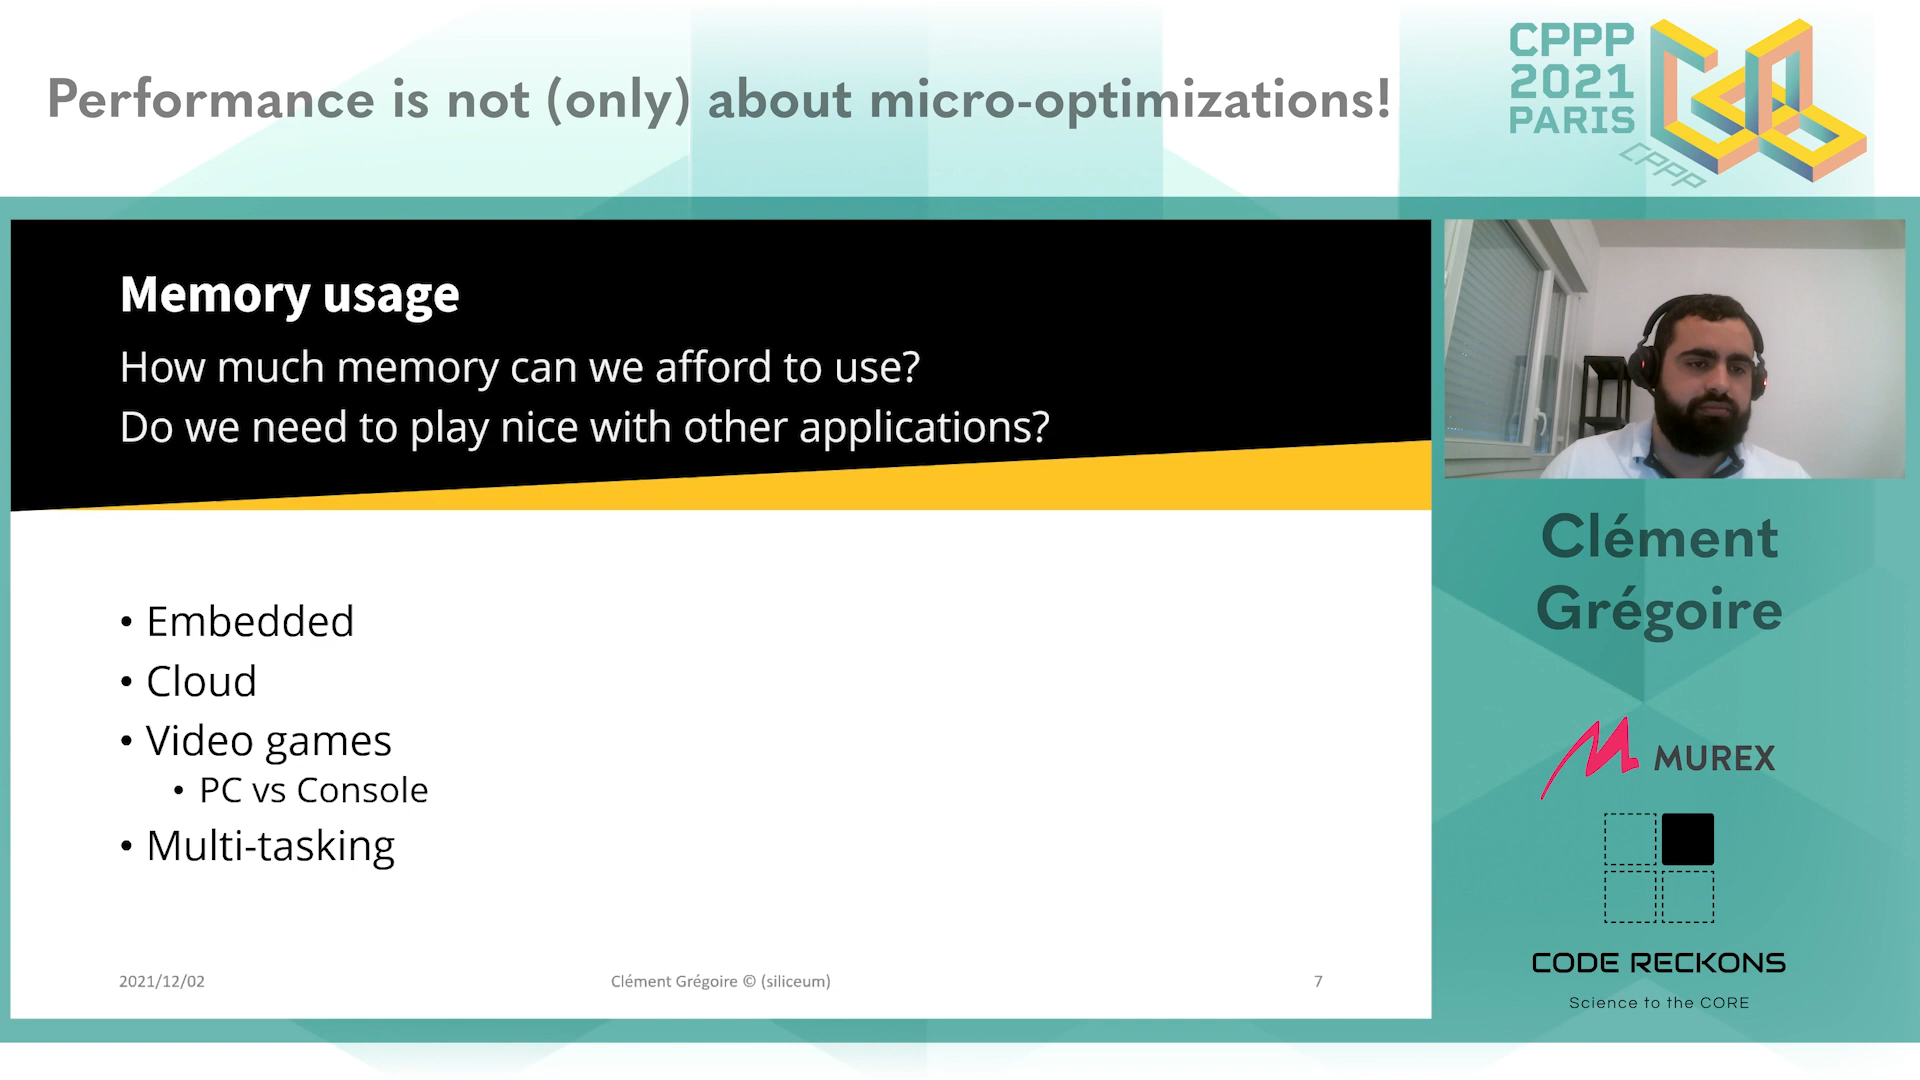 Performance is not (only) about micro-optimizations!
CPPP
2021
PARIS
CPPP
Memory usage
How much memory can we afford to use?
Do we need to play nice with other applications?
• Embedded
• Cloud
• Video games
• PC vs Console
• Multi-tasking
2021/12/02
Clément Grégoire © (siliceum)
7
Clément
Grégoire
MUREX
CODE RECKONS
Science to the CORE